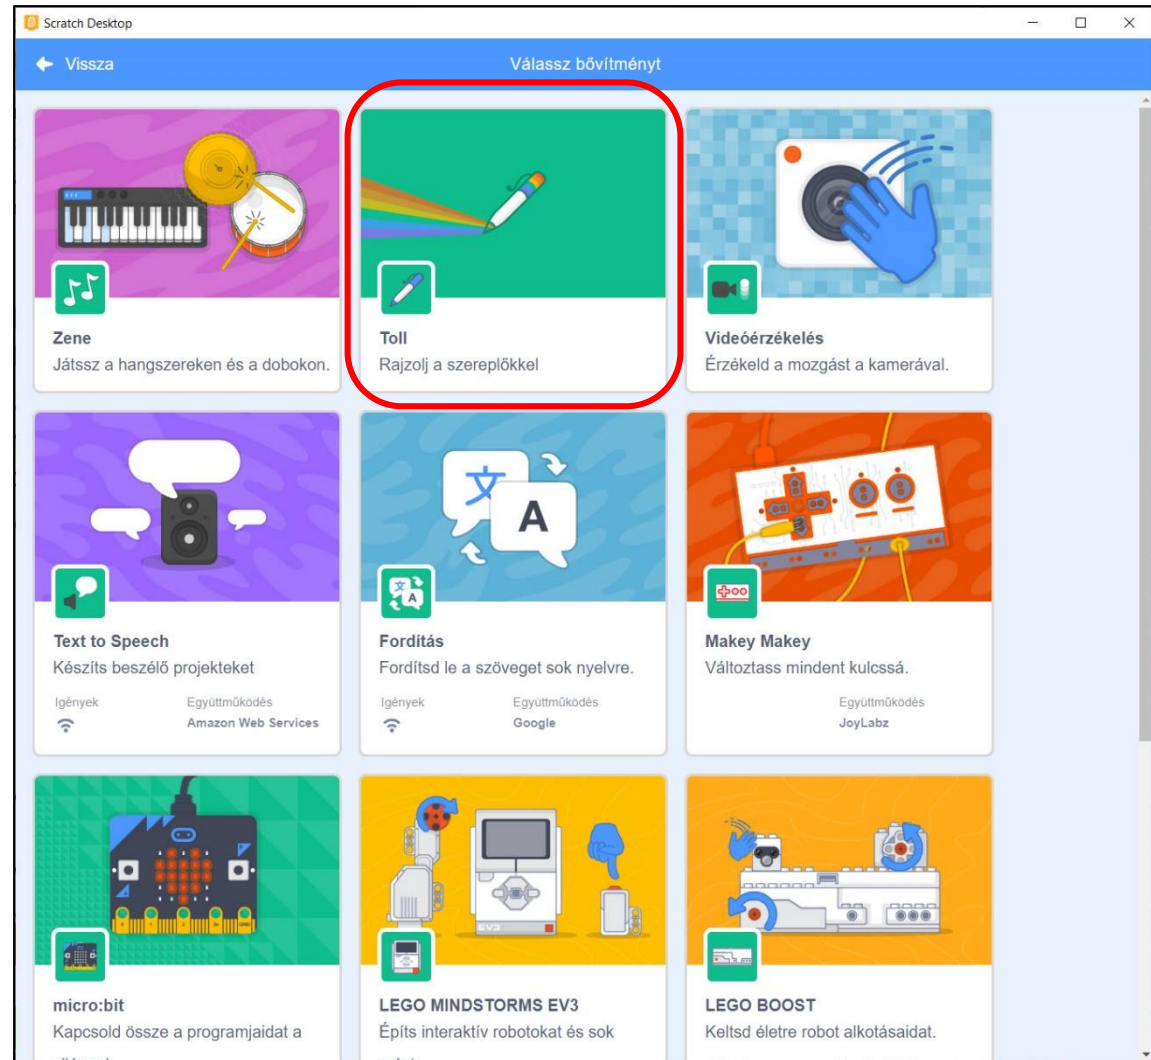 Scratch Desktop
Vissza
Válassz bővítményt
Zene
Játssz a hangszereken és a dobokon.
Toll
Rajzolj a szereplőkkel
Videóérzékelés
Érzékeld a mozgást a kamerával.
Text to Speech
Készíts beszélő projekteket
Igények
Együttműködés
Amazon Web Services
Fordítás
Fordítsd le a szöveget sok nyelvre.
Igények
Együttműködés
Google
Makey Makey
Változtass mindent kulcssá.
Együttműködés
JoyLabz
micro:bit
Kapcsold össze a programjaidat a
LEGO MINDSTORMS EV3
Építs interaktív robotokat és sok
LEGO BOOST
Keltsd életre robot alkotásaidat.